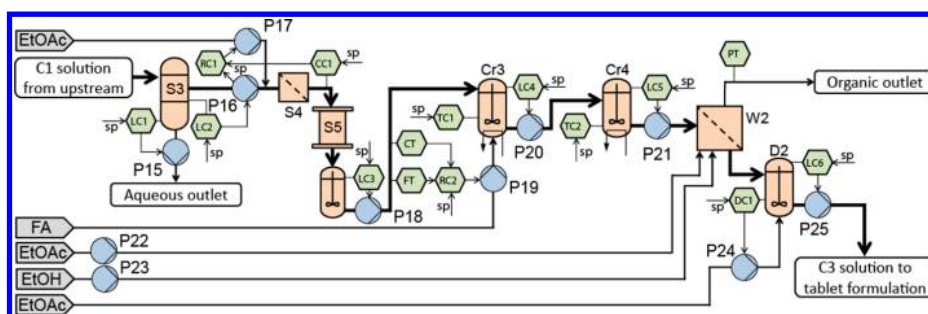 EtOAc
P17
C1 solution
from upstream
S3
RC1
CC1
sp
sp
P16
S4
LC1
sp
LC2
sp
P15
Aqueous outlet
S5
sp
LC3
P18
CT
FT
RC2
sp
P19
Cr3
LC4
sp
TC1
sp
P20
Cr4
LC5
sp
TC2
sp
P21
PT
Organic outlet
W2
D2
LC6
sp
DC1
sp
P24
P25
FA
EtOAc
P22
EtOH
P23
EtOAc
C3 solution to
tablet formulation